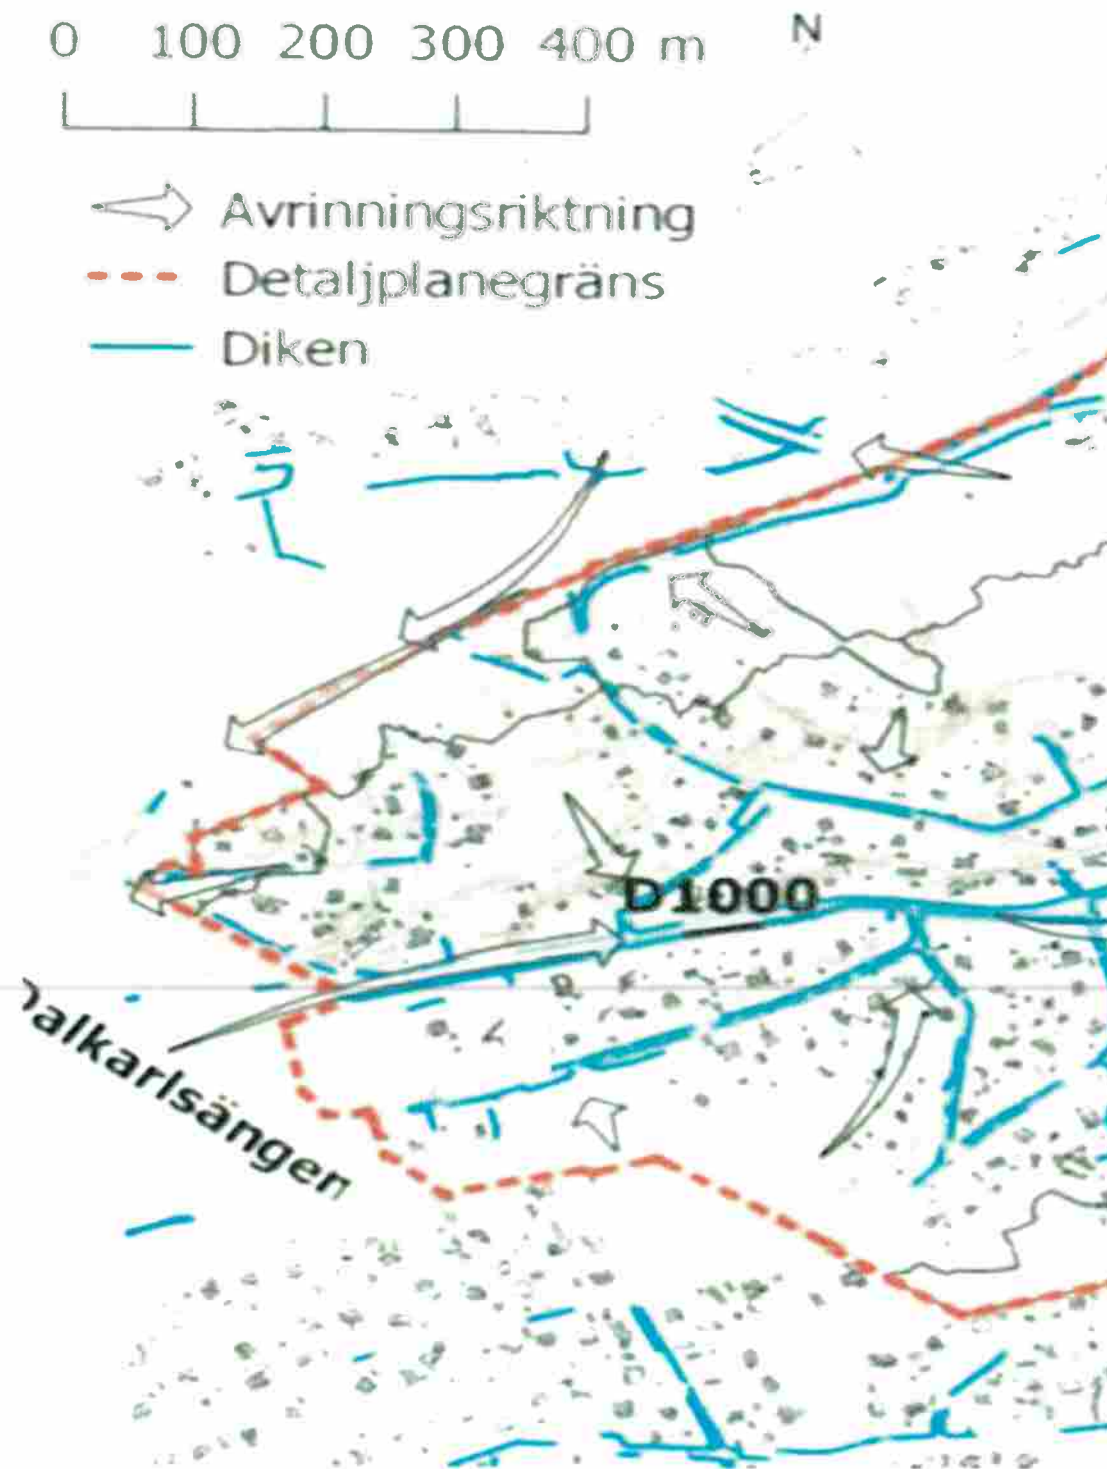 0 100 200 300 400 m
N
Avrinningsriktning
Detaljplanegräns
Diken
D1000
alkarlsängen